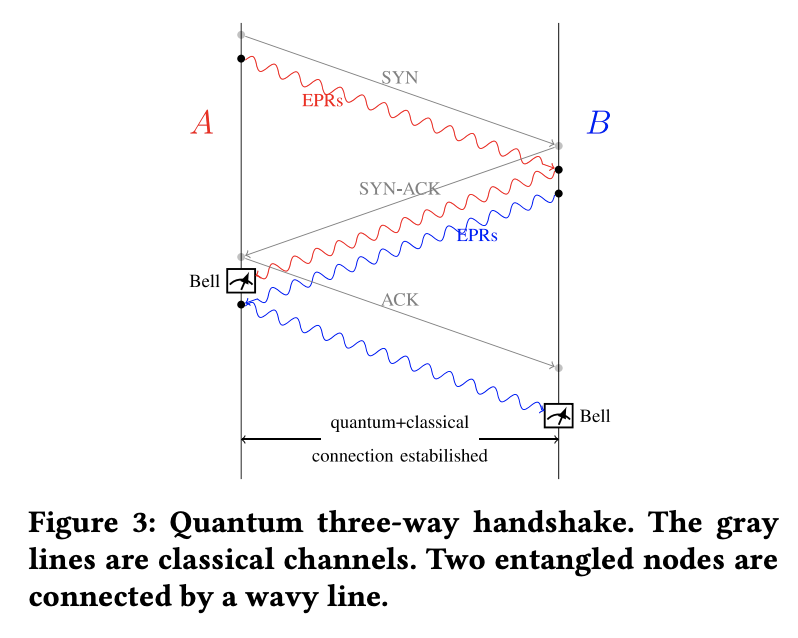 SYN
EPRs
A
B
SYN-ACK
EPRs
Bell
ACK
Bell
quantum+classical
connection estabilished
Figure 3: Quantum three-way handshake. The gray
lines are classical channels. Two entangled nodes are
connected by a wavy line.